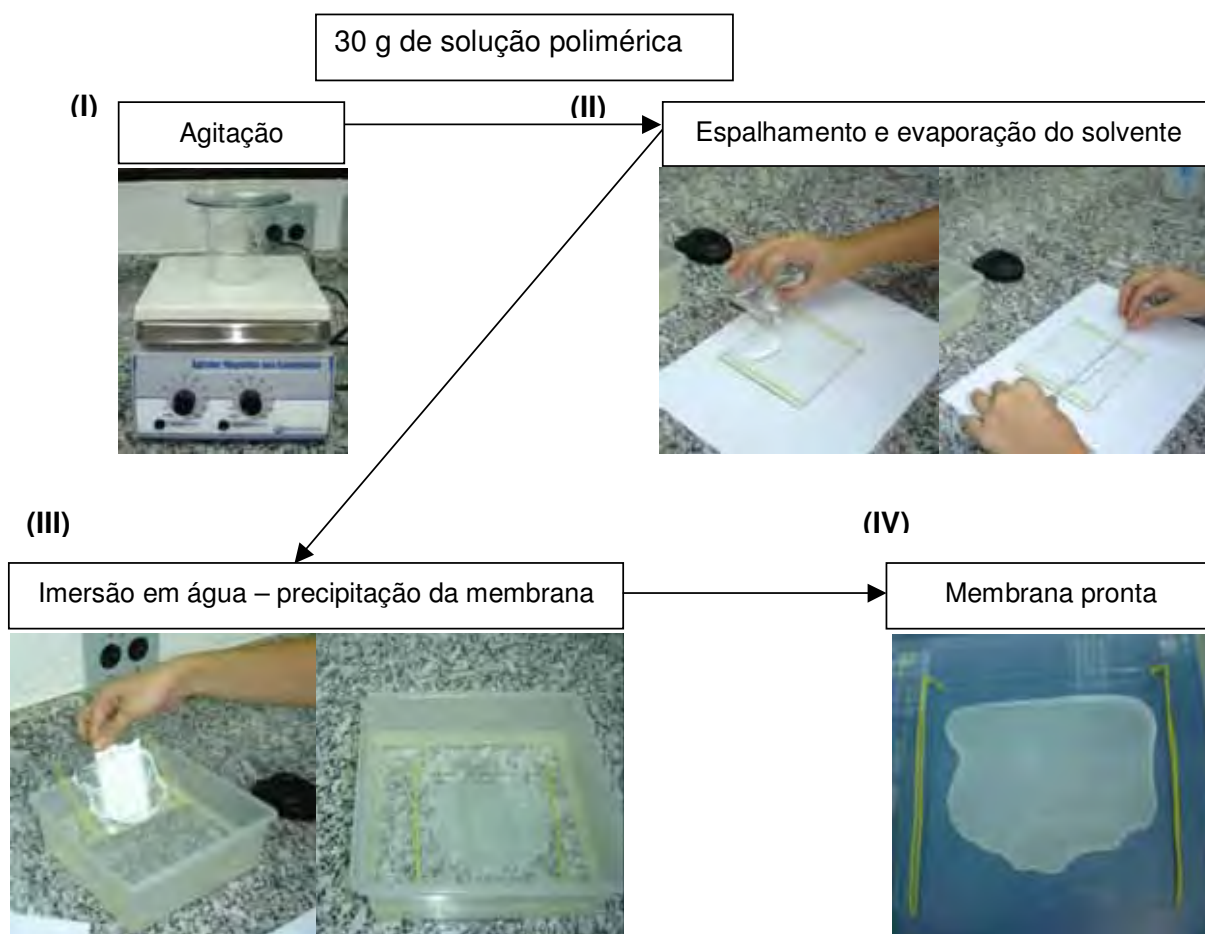 30 g de solução polimérica
(I)
Agitação
(II)
Espalhamento e evaporação do solvente
(III)
Imersão em água – precipitação da membrana
(IV)
Membrana pronta